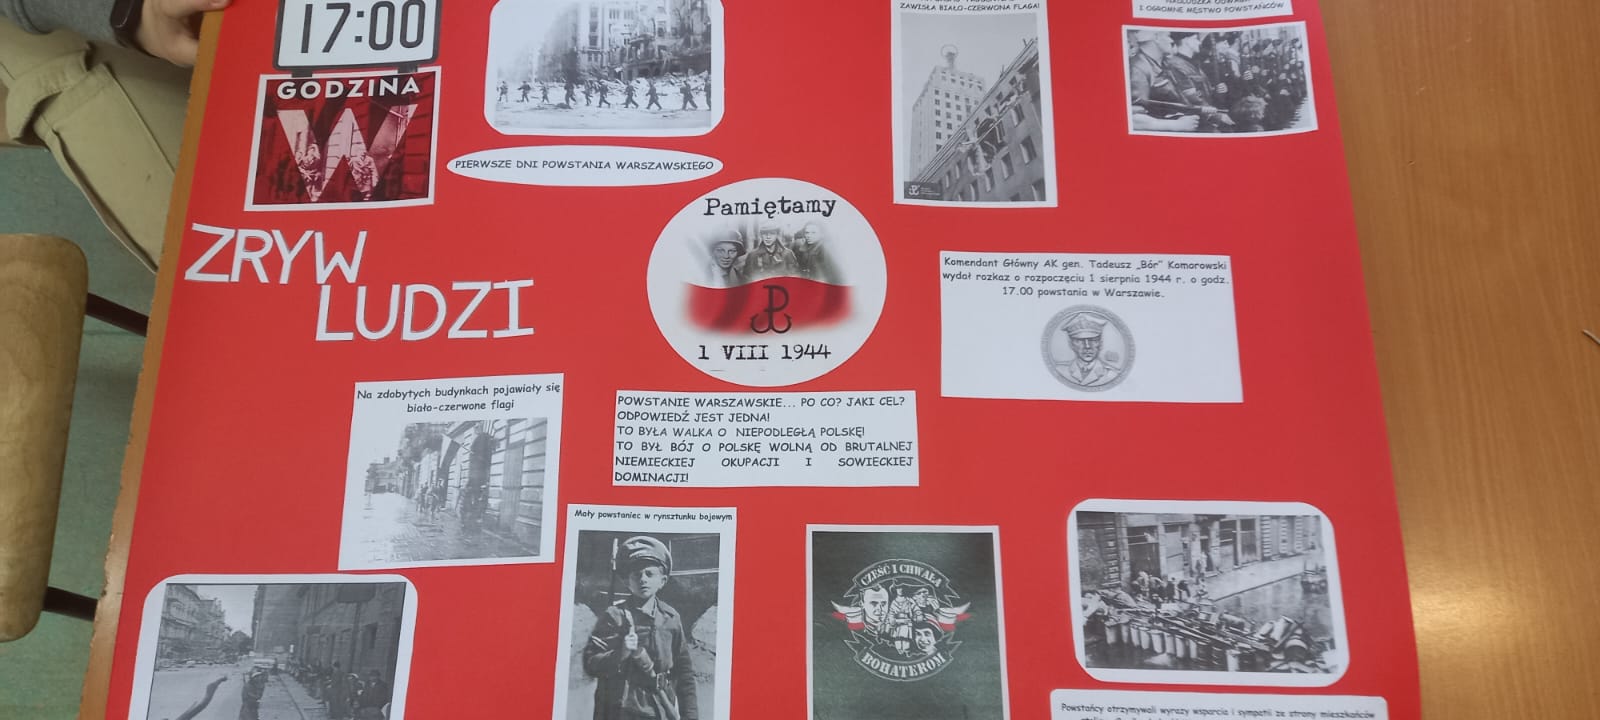 17:00
GODZINA
W
PIERWSZE DNI POWSTANIA WARSZAWSKIEGO
ZAWISŁA BIAŁO-CZERWONA FLAGA!
I OGROMNE MĘSTWO POWSTAŃCÓW
ZRYW
LUDZI
Pamiętamy
1 VIII 1944
Komendant Główny AK gen. Tadeusz „Bór” Komorowski
wydał rozkaz o rozpoczęciu 1 sierpnia 1944 r. o godz.
17.00 powstania w Warszawie.
Na zdobytych budynkach pojawiały się
biało-czerwone flagi
POWSTANIE WARSZAWSKIE... PO CO? JAKI CEL?
ODPOWIEDŹ JEST JEDNA!
TO BYŁA WALKA O NIEPODLEGŁĄ POLSKĘ!
TO BYŁ BÓJ O POLSKĘ WOLNĄ OD BRUTALNEJ
NIEMIECKIEJ OKUPACJI I SOWIECKIEJ
DOMINACJI!
Mały powstaniec w rynsztunku bojowym
CZEŚĆ I CHWAŁA
BOHATEROM
Powstańcy otrzymywali wyrazy wsparcia i sympatii ze strony mieszkańców